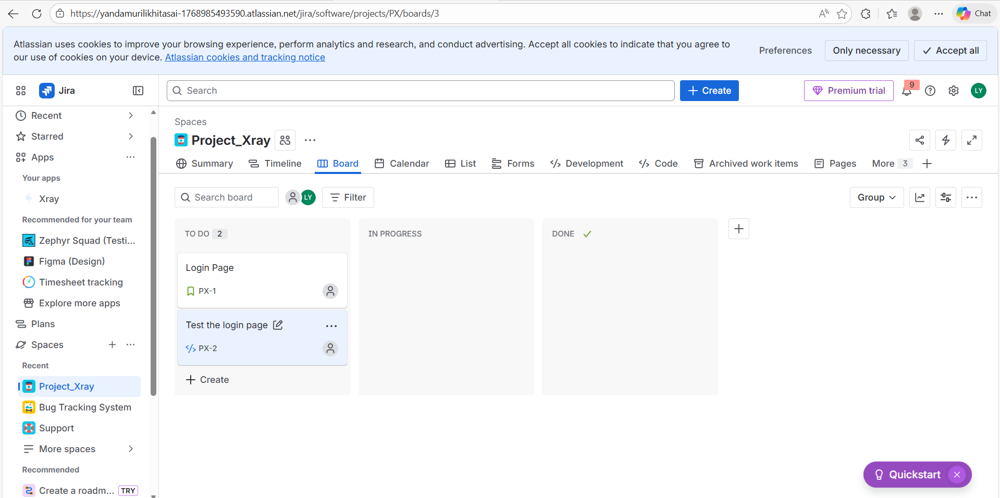 https://yandamurilikhitasai-1768985493590.atlassian.net/jira/software/projects/PX/boards/3
Chat
Atlassian uses cookies to improve your browsing experience, perform analytics and research, and conduct advertising. Accept all cookies to indicate that you agree to
our use of cookies on your device. Atlassian cookies and tracking notice
Preferences
Only necessary
Accept all
Jira
Search
Create
Premium trial
9
LY
Recent
Starred
Apps
Your apps
Xray
Recommended for your team
Zephyr Squad (Testi...
Figma (Design)
Timesheet tracking
Explore more apps
Plans
Spaces
Recent
Project_Xray
Bug Tracking System
Support
More spaces
Recommended
Create a roadm... TRY
Spaces
Project_Xray
Summary
Timeline
Board
Calendar
List
Forms
Development
Code
Archived work items
Pages
More 3
Search board
LY
Filter
Group
TO DO 2
IN PROGRESS
DONE
Login Page
PX-1
Test the login page
PX-2
Create
Quickstart